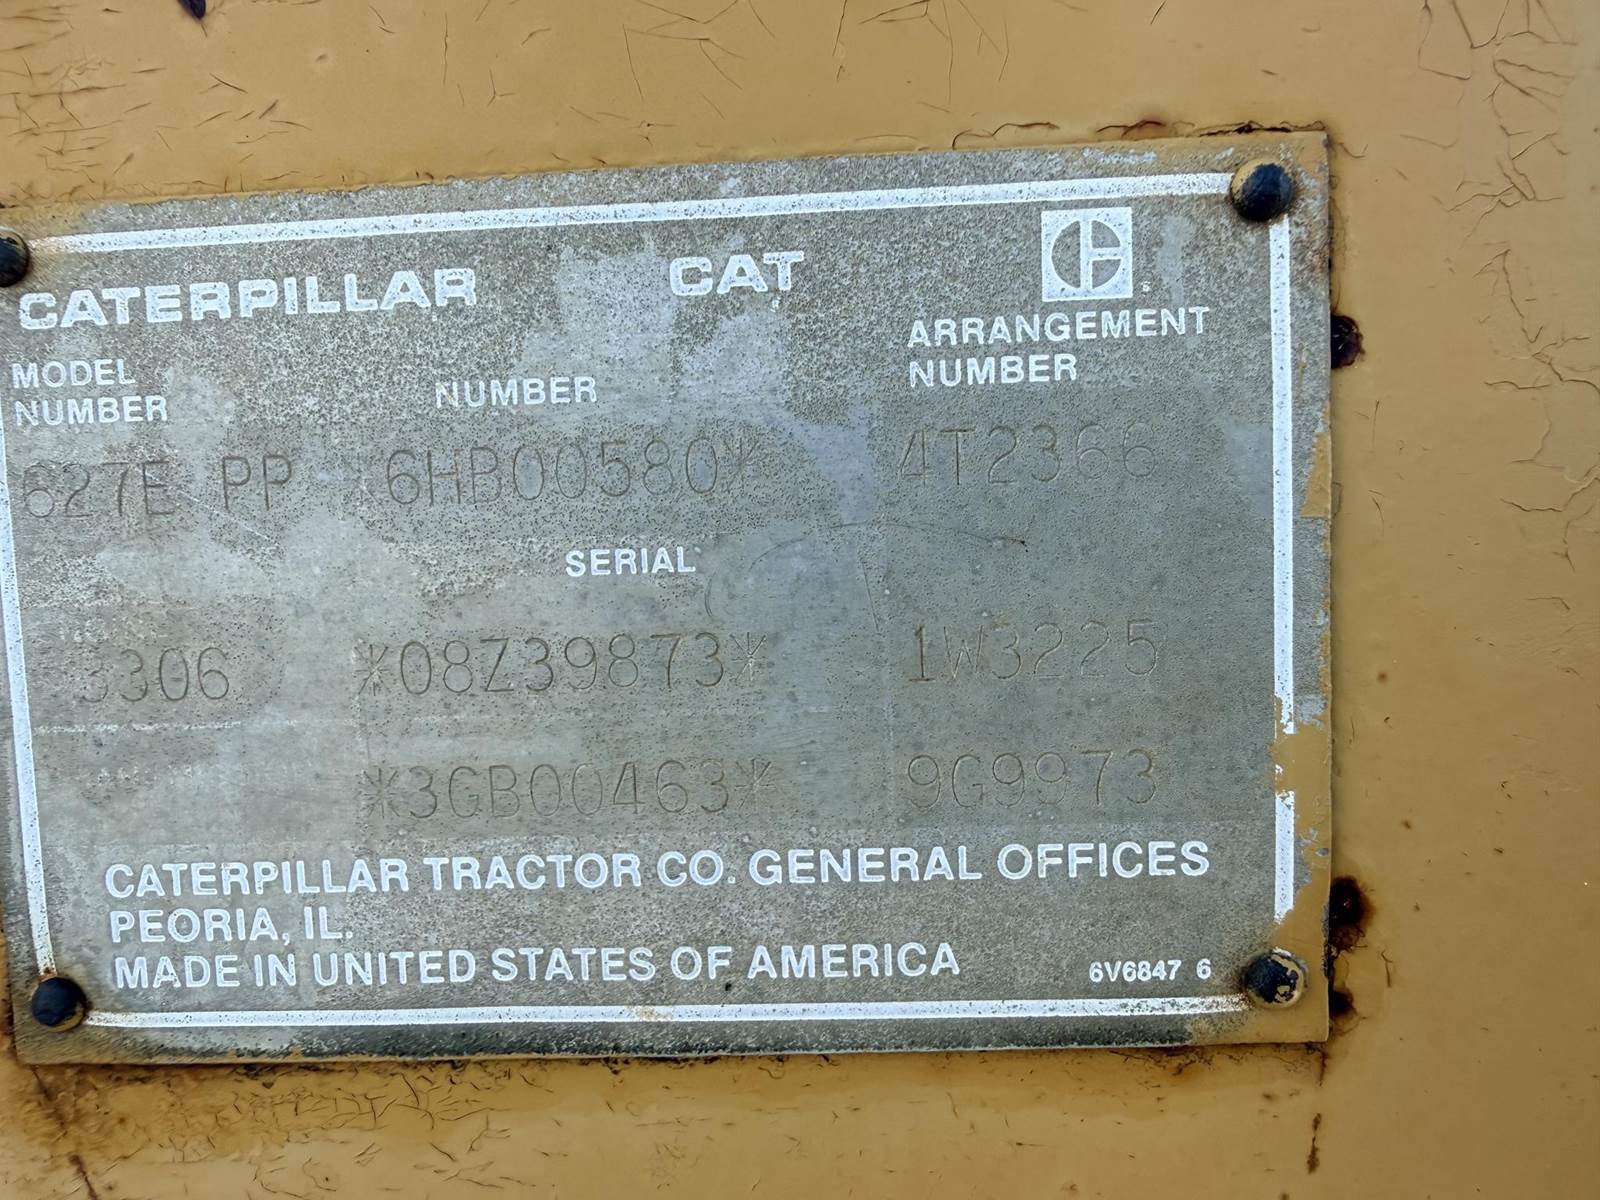 CATERPILLAR CAT
MODEL NUMBER NUMBER ARRANGEMENT NUMBER
627E PP 6HB00580* 4T2366
SERIAL
3306 *08Z39873* 1W3225
*3GB00463* 9G9973
CATERPILLAR TRACTOR CO. GENERAL OFFICES
PEORIA, IL.
MADE IN UNITED STATES OF AMERICA 6V6847 6